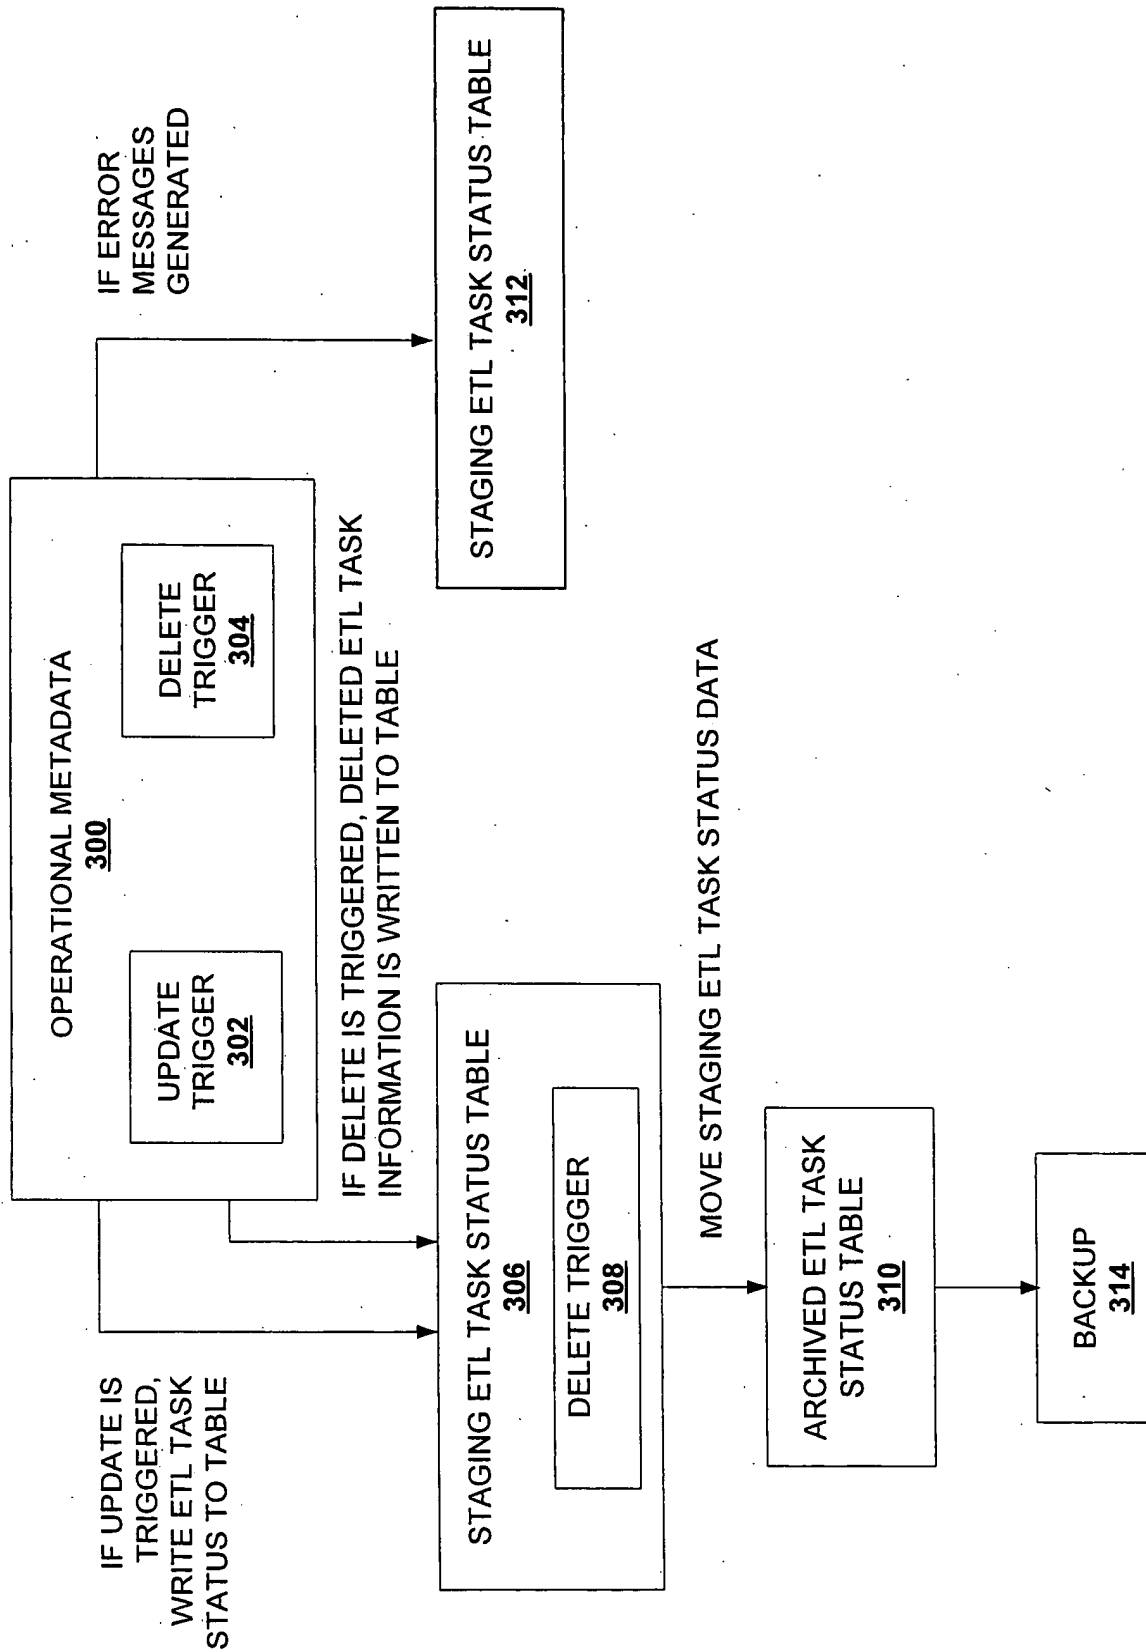 OPERATIONAL METADATA
300
UPDATE
TRIGGER
302
DELETE
TRIGGER
304
IF UPDATE IS
TRIGGERED,
WRITE ETL TASK
STATUS TO TABLE
IF DELETE IS TRIGGERED, DELETED ETL TASK
INFORMATION IS WRITTEN TO TABLE
IF ERROR
MESSAGES
GENERATED
STAGING ETL TASK STATUS TABLE
306
DELETE TRIGGER
308
STAGING ETL TASK STATUS TABLE
312
MOVE STAGING ETL TASK STATUS DATA
ARCHIVED ETL TASK
STATUS TABLE
310
BACKUP
314